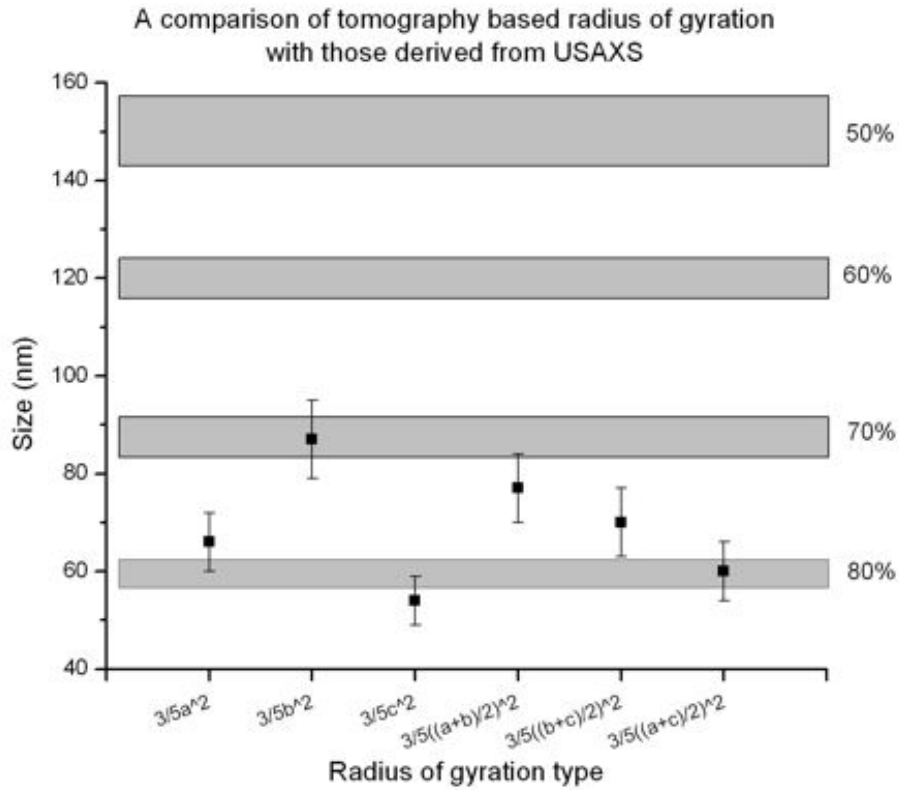 A comparison of tomography based radius of gyration
with those derived from USAXS
160
140
120
100
80
60
40
50%
60%
70%
80%
Size (nm)
3/5a^2
3/5b^2
3/5c^2
3/5((a+b)/2)^2
3/5((b+c)/2)^2
3/5((a+c)/2)^2
Radius of gyration type